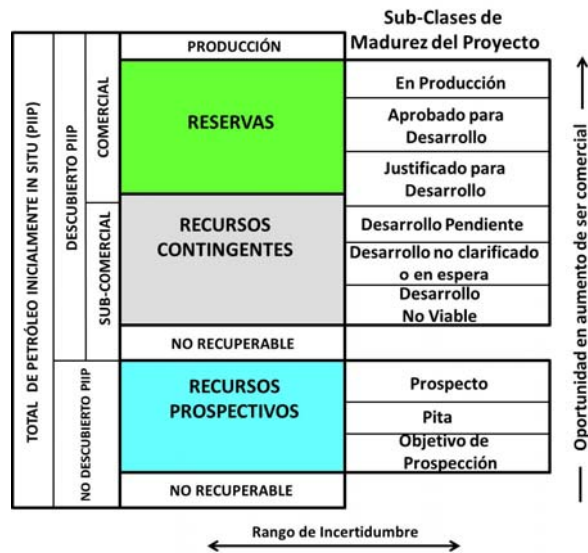 Sub-Clases de
Madurez del Proyecto
TOTAL DE PETRÓLEO INICIALMENTE IN SITU (PIIP)
DESCUBIERTO PIIP
COMERCIAL
PRODUCCIÓN
RESERVAS
En Producción
Aprobado para
Desarrollo
Justificado para
Desarrollo
SUB-COMERCIAL
RECURSOS
CONTINGENTES
Desarrollo Pendiente
Desarrollo no clarificado
o en espera
Desarrollo
No Viable
NO RECUPERABLE
NO DESCUBIERTO PIIP
RECURSOS
PROSPECTIVOS
Prospecto
Pita
Objetivo de
Prospección
NO RECUPERABLE
Oportunidad en aumento de ser comercial
Rango de Incertidumbre